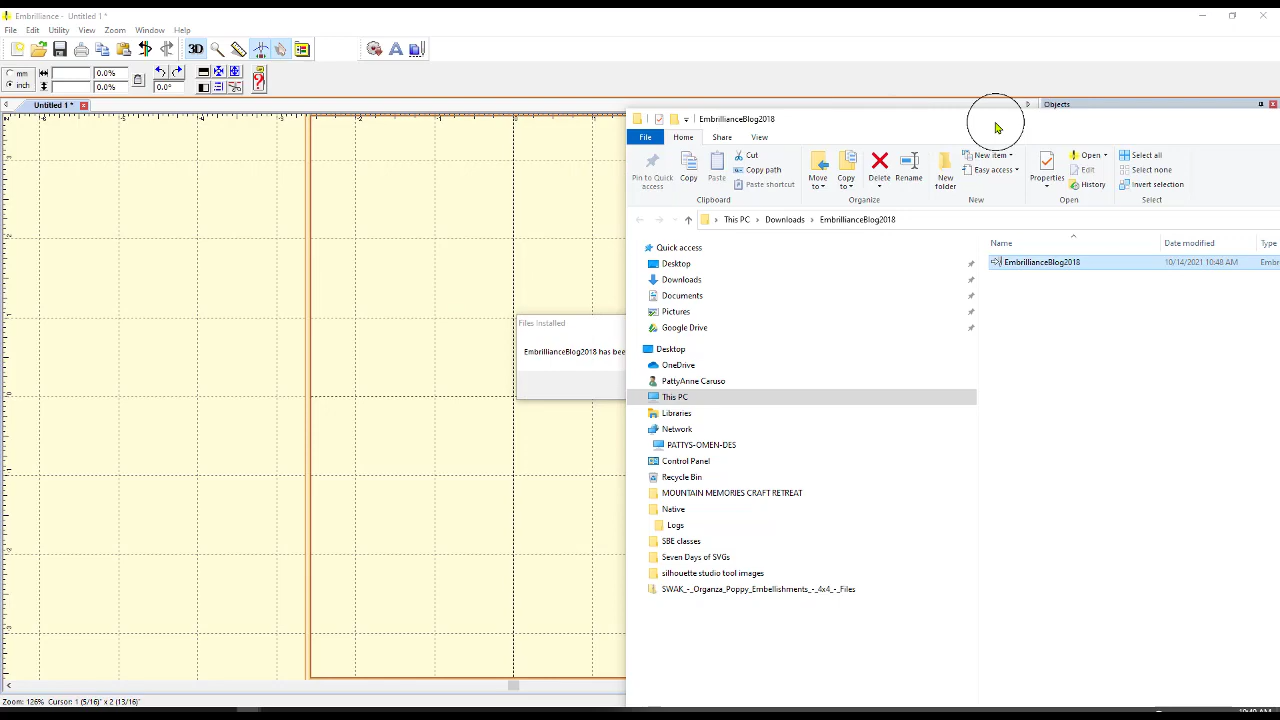 Embrilliance - Untitled 1 *
File Edit Utility View Zoom Window Help
3D A
mm 0.0%
inch 0.0% 0.0° ?
Untitled 1 *
Objects
EmbrillianceBlog2018
File Home Share View
Pin to Quick access
Copy
Paste
Cut
Copy path
Paste shortcut
Clipboard
Move to
Copy to
Delete
Rename
Organize
New folder
New item
Easy access
New
Properties
Open
Edit
History
Open
Select all
Select none
Invert selection
Select
This PC > Downloads > EmbrillianceBlog2018
Quick access
Desktop
Downloads
Documents
Pictures
Google Drive
Desktop
OneDrive
PattyAnne Caruso
This PC
Libraries
Network
PATTYS-OMEN-DES
Control Panel
Recycle Bin
MOUNTAIN MEMORIES CRAFT RETREAT
Native
Logs
SBE classes
Seven Days of SVGs
silhouette studio tool images
SWAK_-_Organza_Poppy_Embellishments_-_4x4_-_Files
Name Date modified Type
EmbrillianceBlog2018 10/14/2021 10:48 AM Embr
Files Installed
EmbrillianceBlog2018 has bee
Zoom: 126% Cursor: 1 (5/16)" x 2 (13/16)"